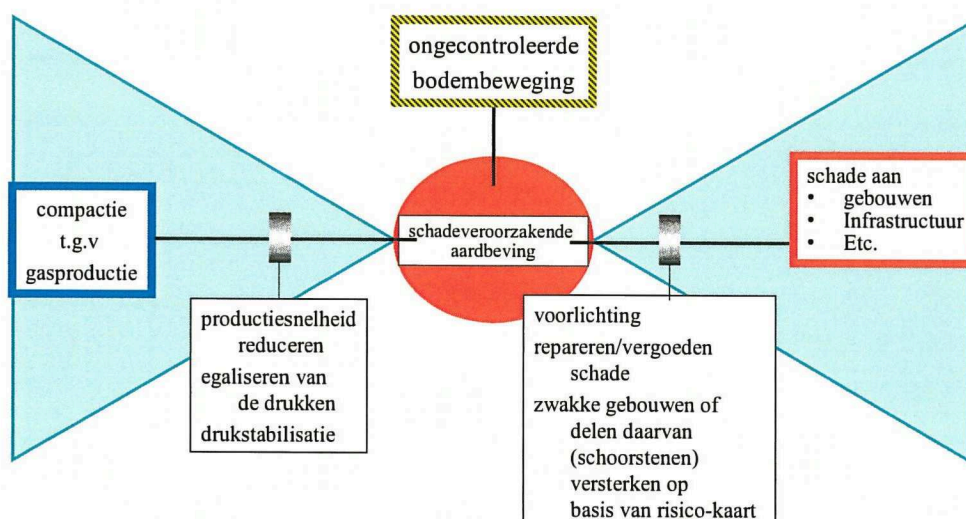 ongecontroleerde
bodembeweging
compactie
t.g.v
gasproductie
schadeveroorzakende
aardbeving
schade aan
• gebouwen
• Infrastructuur
• Etc.
productiesnelheid
reduceren
egaliseren van
de drukken
drukstabilisatie
voorlichting
repareren/vergoeden
schade
zwakke gebouwen of
delen daarvan
(schoorstenen)
versterken op
basis van risico-kaart